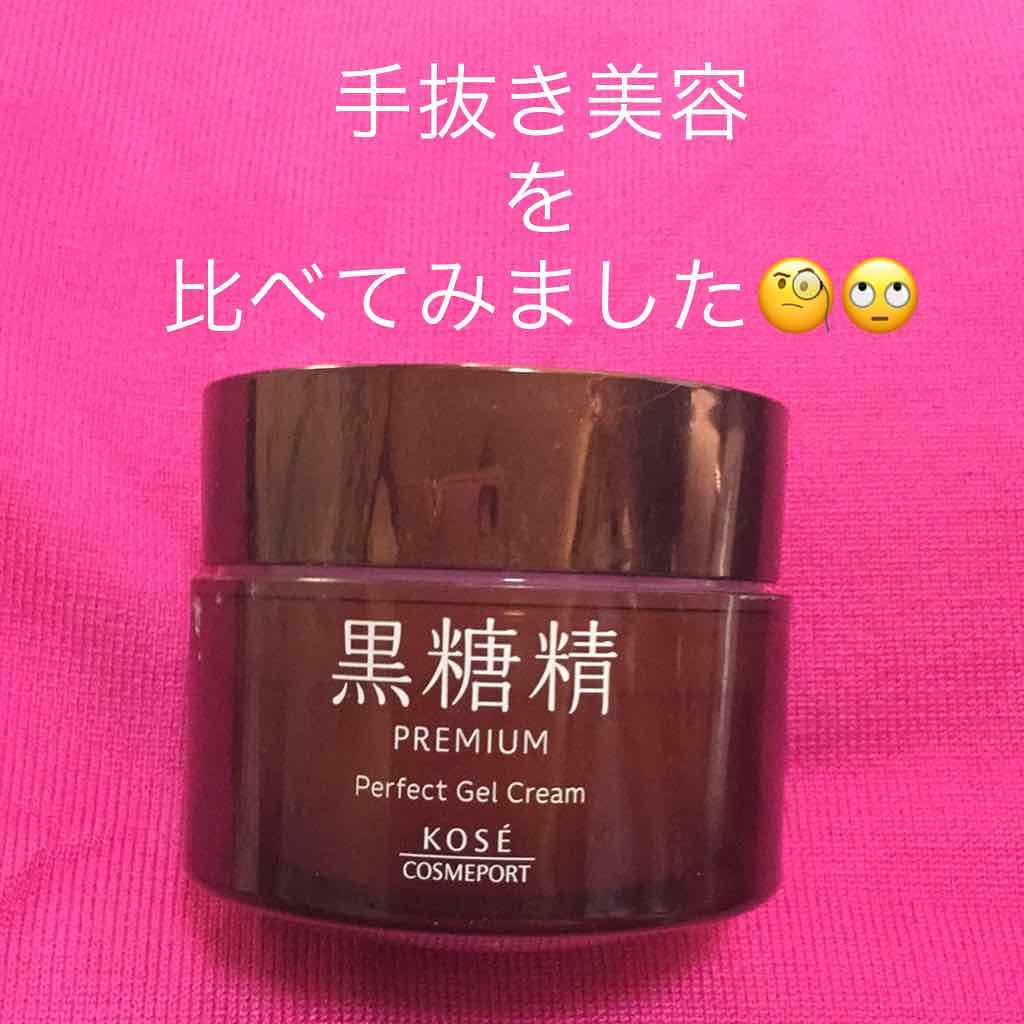 手抜き美容
を
比べてみました🧐🙄
黒糖精
PREMIUM
Perfect Gel Cream
KOSÉ
COSMEPORT